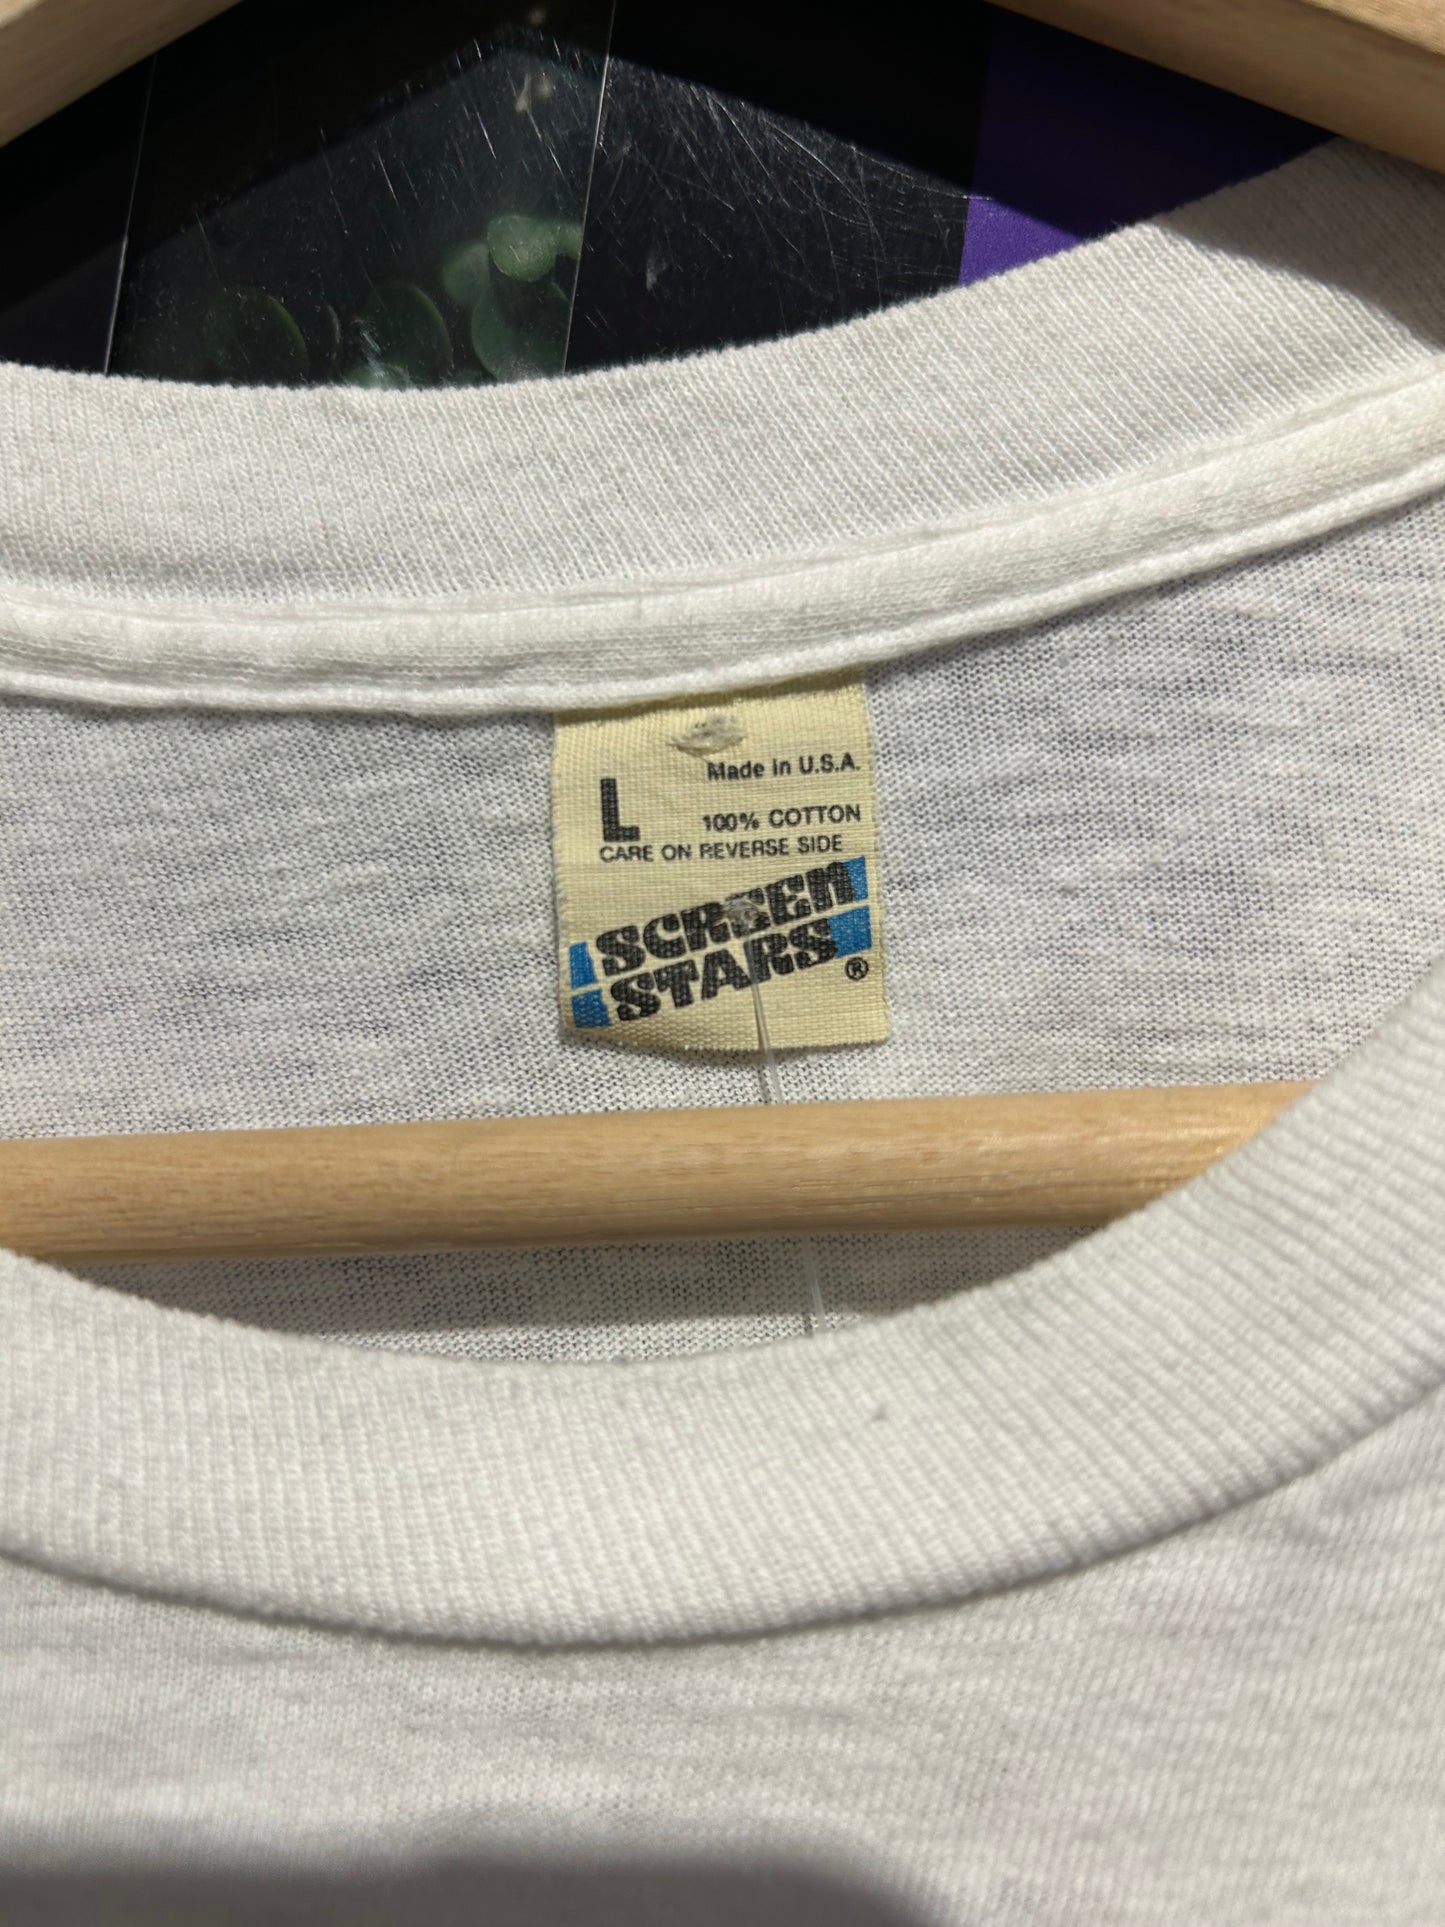 Made in U.S.A.
L 100% COTTON
CARE ON REVERSE SIDE
SCREEN
STARS ®